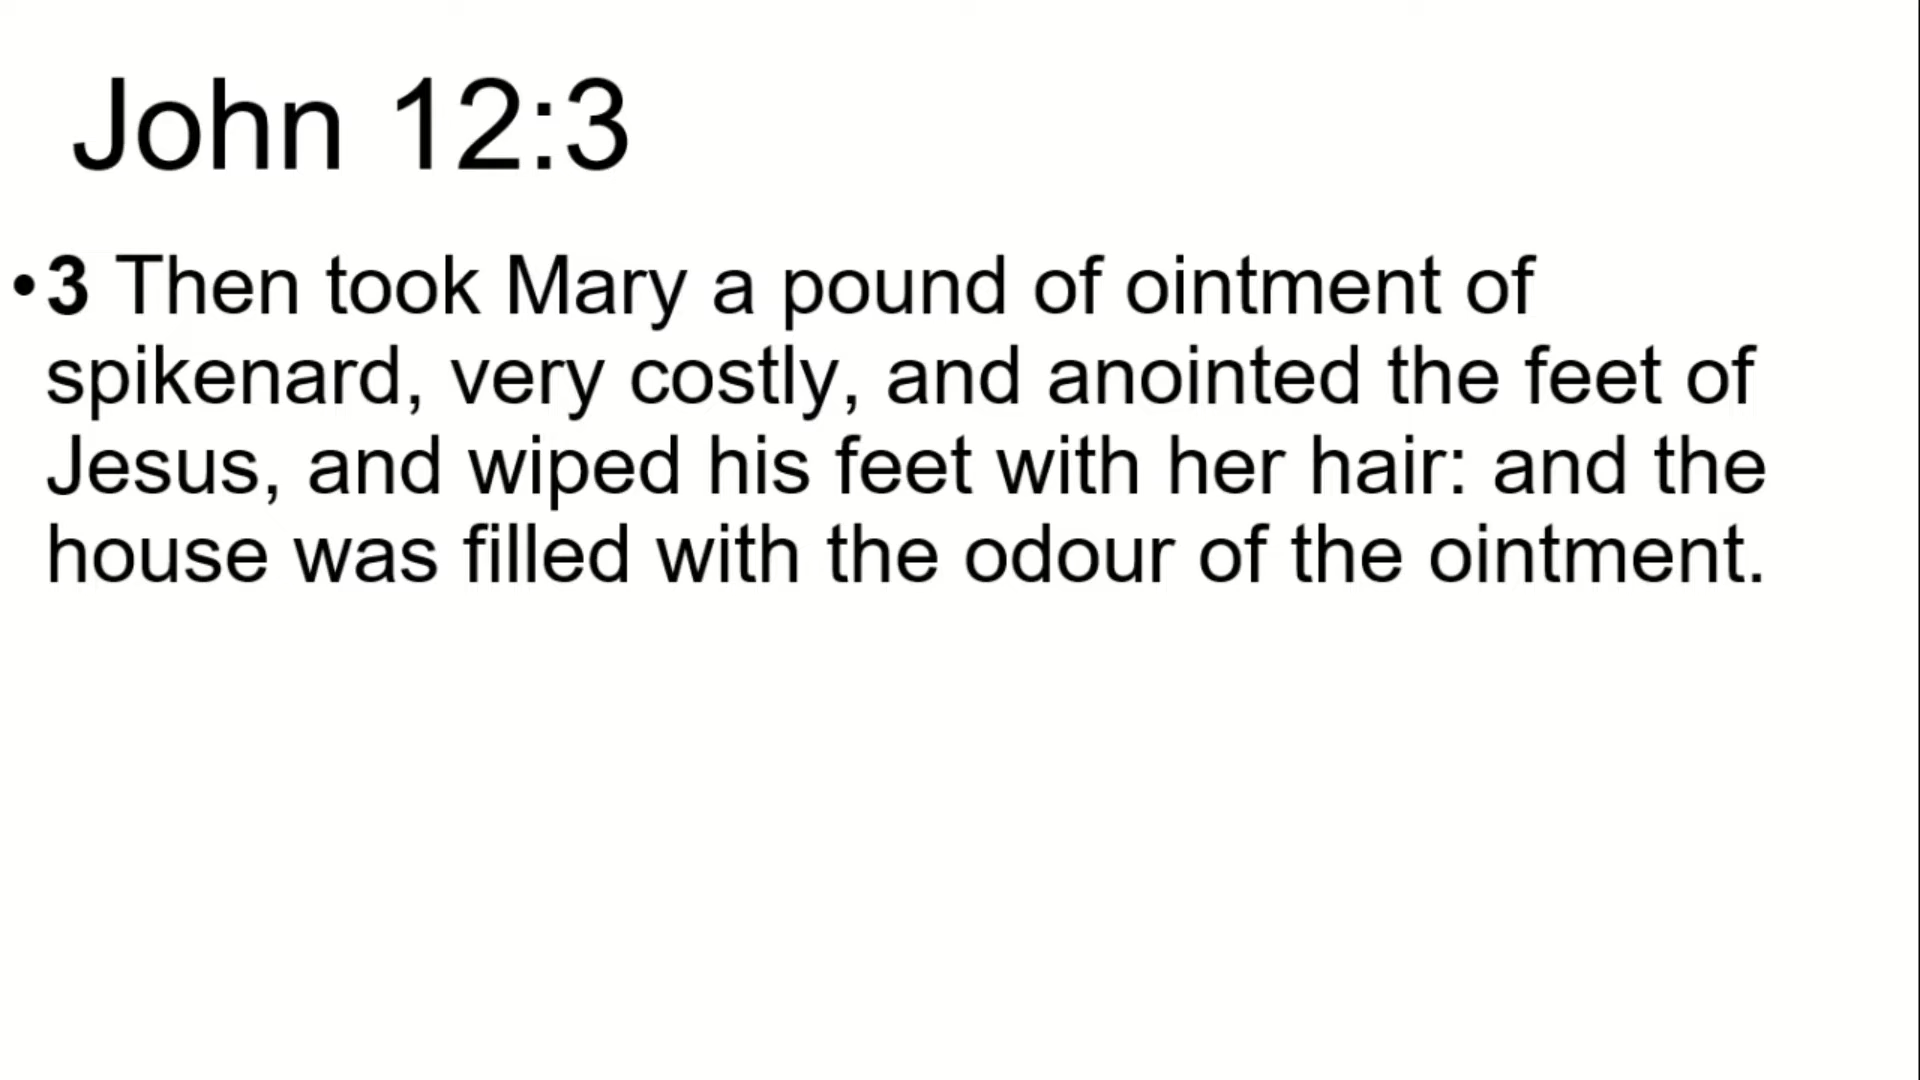 John 12:3
•3 Then took Mary a pound of ointment of
spikenard, very costly, and anointed the feet of
Jesus, and wiped his feet with her hair: and the
house was filled with the odour of the ointment.